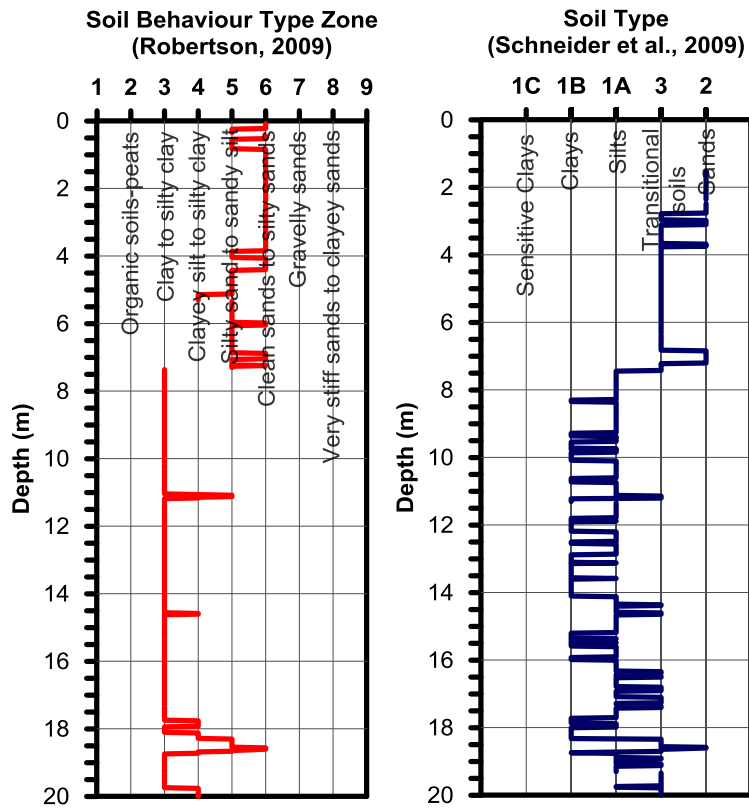 Soil Behaviour Type Zone
(Robertson, 2009)
1 2 3 4 5 6 7 8 9
0
2
4
6
8
10
12
14
16
18
20
Depth (m)
Organic soils-peats
Clay to silty clay
Clayey silt to silty clay
Silty sand to sandy silt
Clean sands to silty sands
Gravelly sands
Very stiff sands to clayey sands
Soil Type
(Schneider et al., 2009)
1C 1B 1A 3 2
0
2
4
6
8
10
12
14
16
18
20
Depth (m)
Sensitive Clays
Clays
Silts
Transitional
soils
Sands